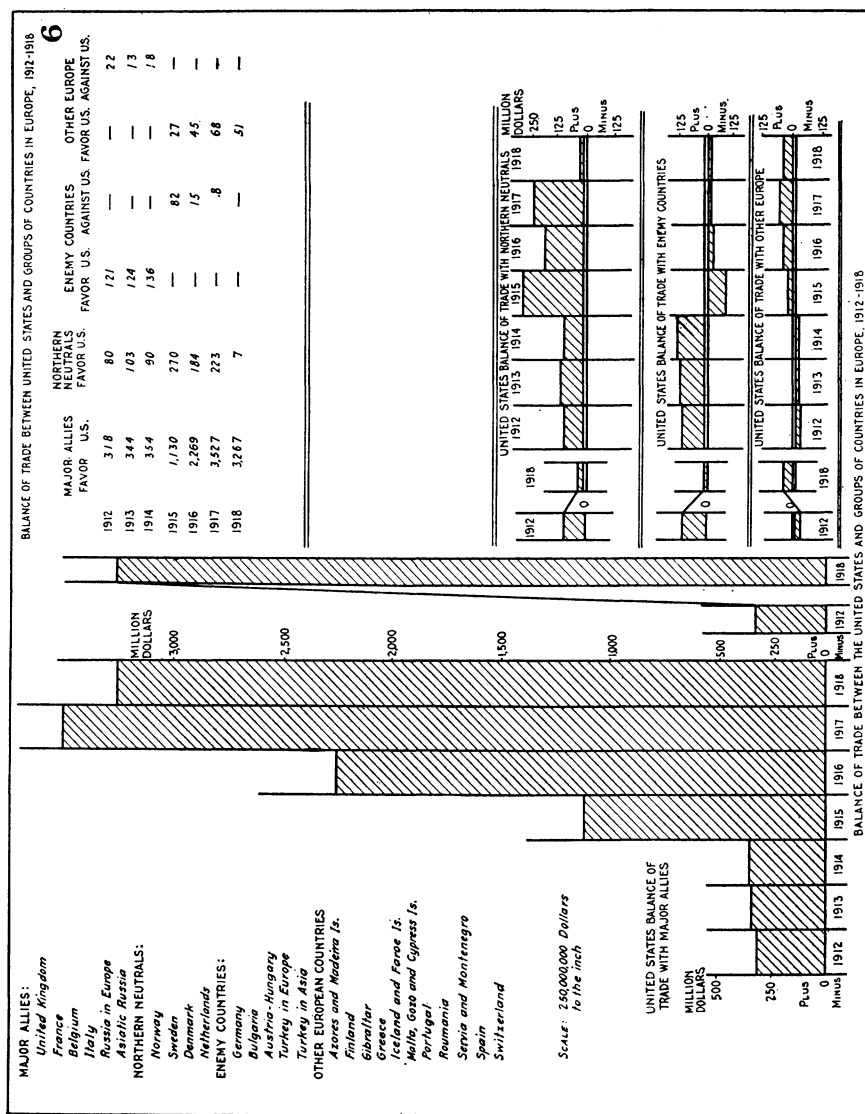 6
BALANCE OF TRADE BETWEEN UNITED STATES AND GROUPS OF COUNTRIES IN EUROPE, 1912-1918
MAJOR ALLIES NORTHERN NEUTRALS ENEMY COUNTRIES OTHER EUROPE
FAVOR U.S. FAVOR U.S. FAVOR U.S. AGAINST US. FAVOR US. AGAINST US.
1912 318 80 121 — — 22
1913 344 103 124 — — 13
1914 354 90 136 — — 18
1915 1,130 270 — 82 27 —
1916 2,269 184 — 15 45 —
1917 3,527 223 — .8 68 —
1918 3,267 7 — — 51
MAJOR ALLIES:
United Kingdom
France
Belgium
Italy
Russia in Europe
Asiatic Russia
NORTHERN NEUTRALS:
Norway
Sweden
Denmark
Netherlands
ENEMY COUNTRIES:
Germany
Bulgaria
Austria-Hungary
Turkey in Europe
Turkey in Asia
OTHER EUROPEAN COUNTRIES
Azores and Madeira Is.
Finland
Gibraltar
Greece
Iceland and Faroe Is.
Malta, Gozo and Cypress Is.
Portugal
Roumania
Servia and Montenegro
Spain
Switzerland
SCALE: 250,000,000 Dollars
to the inch
UNITED STATES BALANCE OF
TRADE WITH MAJOR ALLIES
MILLION
DOLLARS
500
250
PLUS
0
MINUS
1912 1913 1914 1915 1916 1917 1918
MILLION
DOLLARS
3,000
2,500
2,000
1,500
1,000
500
250
PLUS
0
MINUS
1912 1918
UNITED STATES BALANCE OF TRADE WITH NORTHERN NEUTRALS
1912 1918
0
1912 1913 1914 1915 1916 1917 1918
MILLION
DOLLARS
250
125
PLUS
0
MINUS
125
UNITED STATES BALANCE OF TRADE WITH ENEMY COUNTRIES
0
125
PLUS
0
MINUS
125
UNITED STATES BALANCE OF TRADE WITH OTHER EUROPE
0
125
PLUS
0
MINUS
125
1912 1918
1912 1913 1914 1915 1916 1917 1918
BALANCE OF TRADE BETWEEN THE UNITED STATES AND GROUPS OF COUNTRIES IN EUROPE, 1912-1918